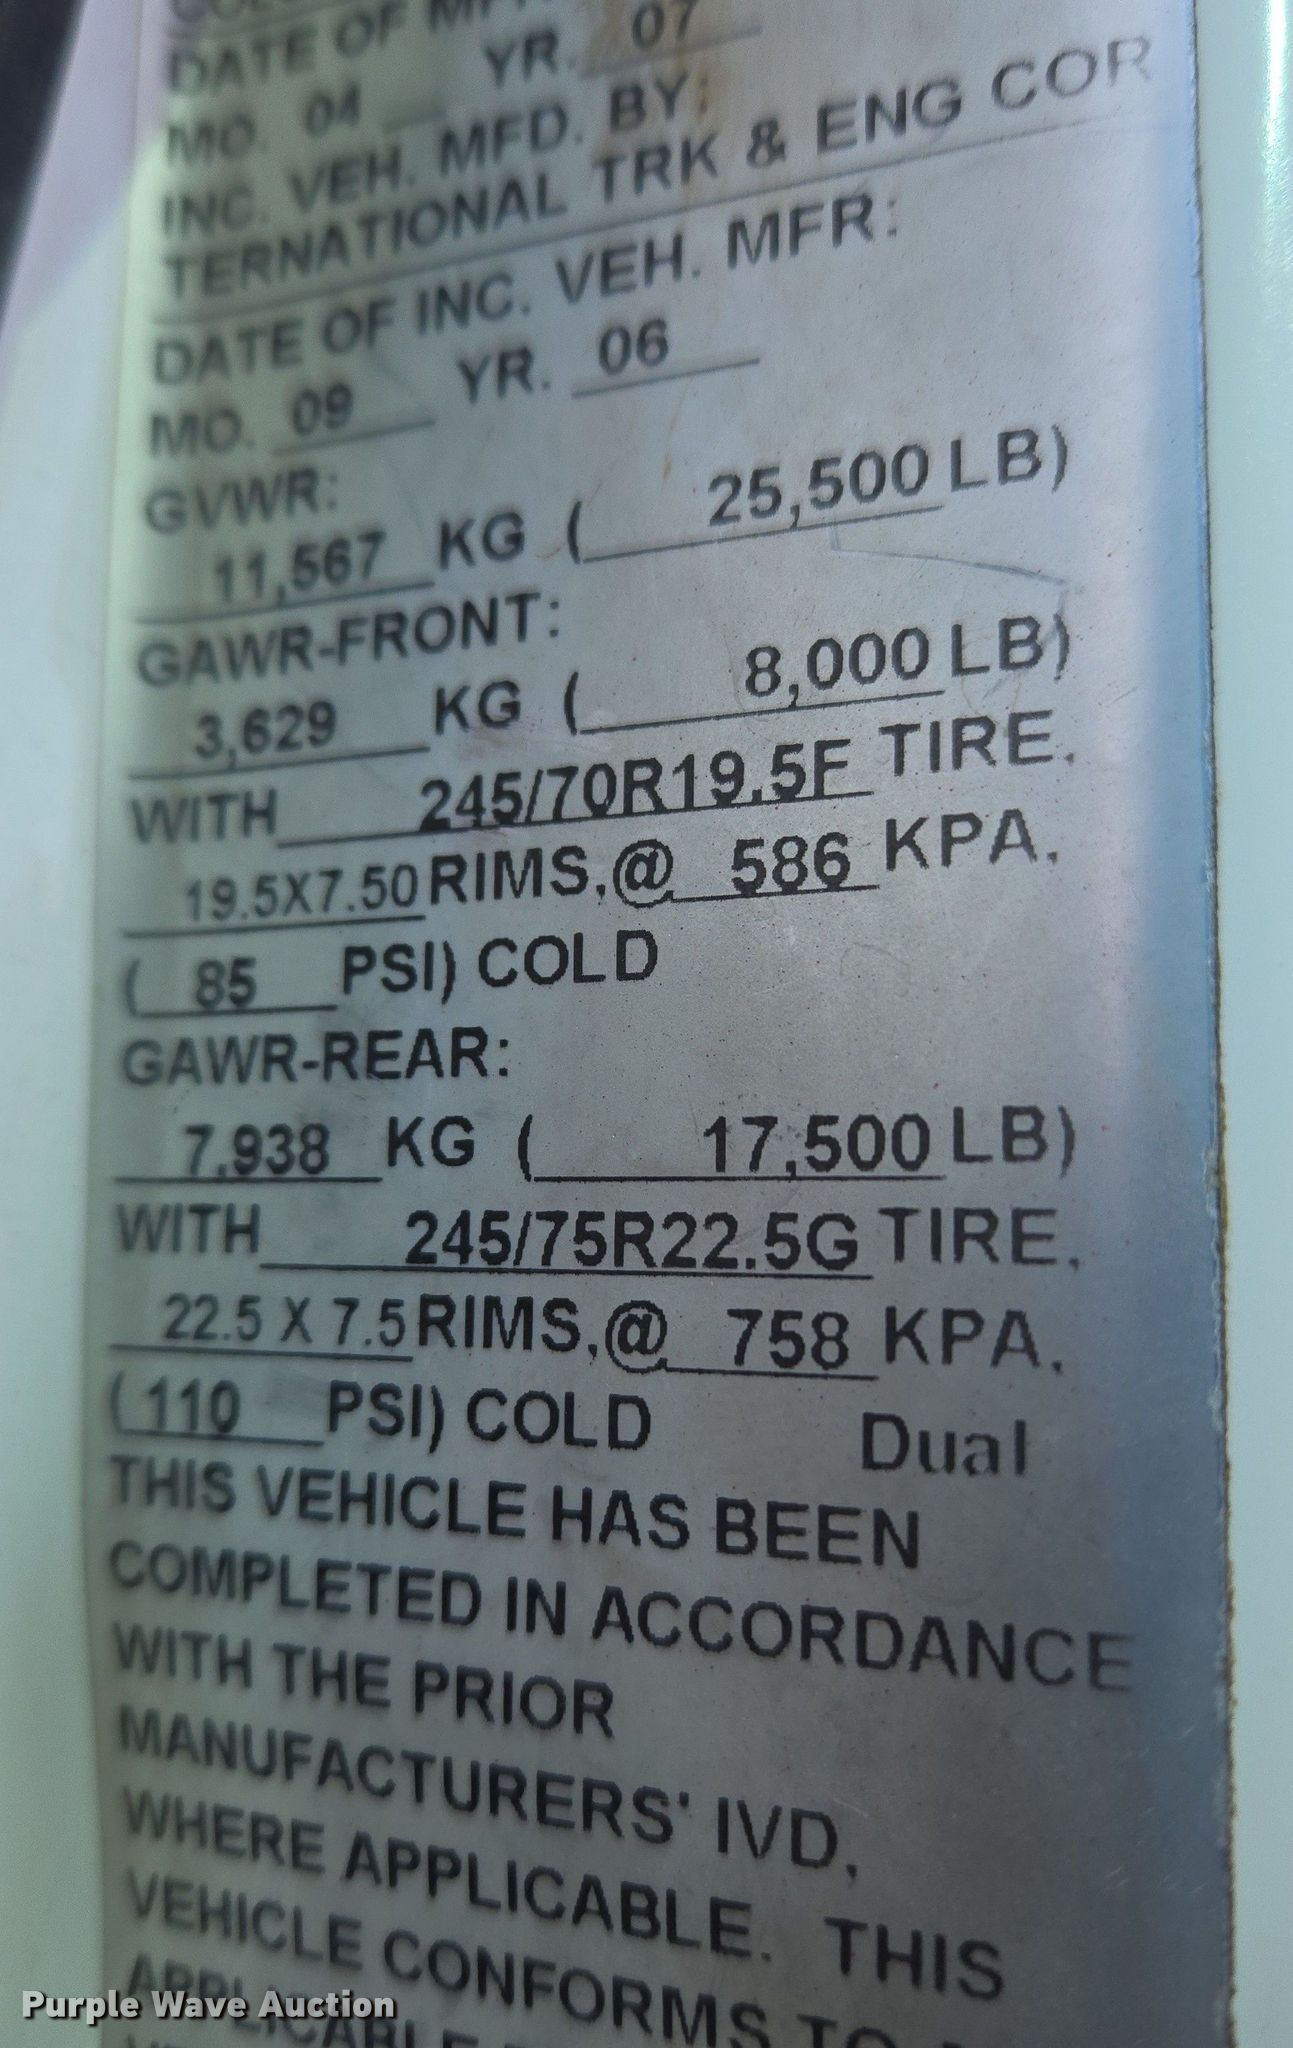 DATE OF MFR
MO. 04 YR. 07
INC. VEH. MFD. BY:
TERNATIONAL TRK & ENG COR
DATE OF INC. VEH. MFR:
MO. 09 YR. 06
GVWR:
11,567 KG ( 25,500 LB)
GAWR-FRONT:
3,629 KG ( 8,000 LB)
WITH 245/70R19.5F TIRE,
19.5X7.50 RIMS,@ 586 KPA,
( 85 PSI) COLD
GAWR-REAR:
7,938 KG ( 17,500 LB)
WITH 245/75R22.5G TIRE,
22.5 X 7.5 RIMS,@ 758 KPA,
(110 PSI) COLD Dual
THIS VEHICLE HAS BEEN
COMPLETED IN ACCORDANCE
WITH THE PRIOR
MANUFACTURERS' IVD,
WHERE APPLICABLE. THIS
VEHICLE CONFORMS TO
APPLICABLE
Purple Wave Auction